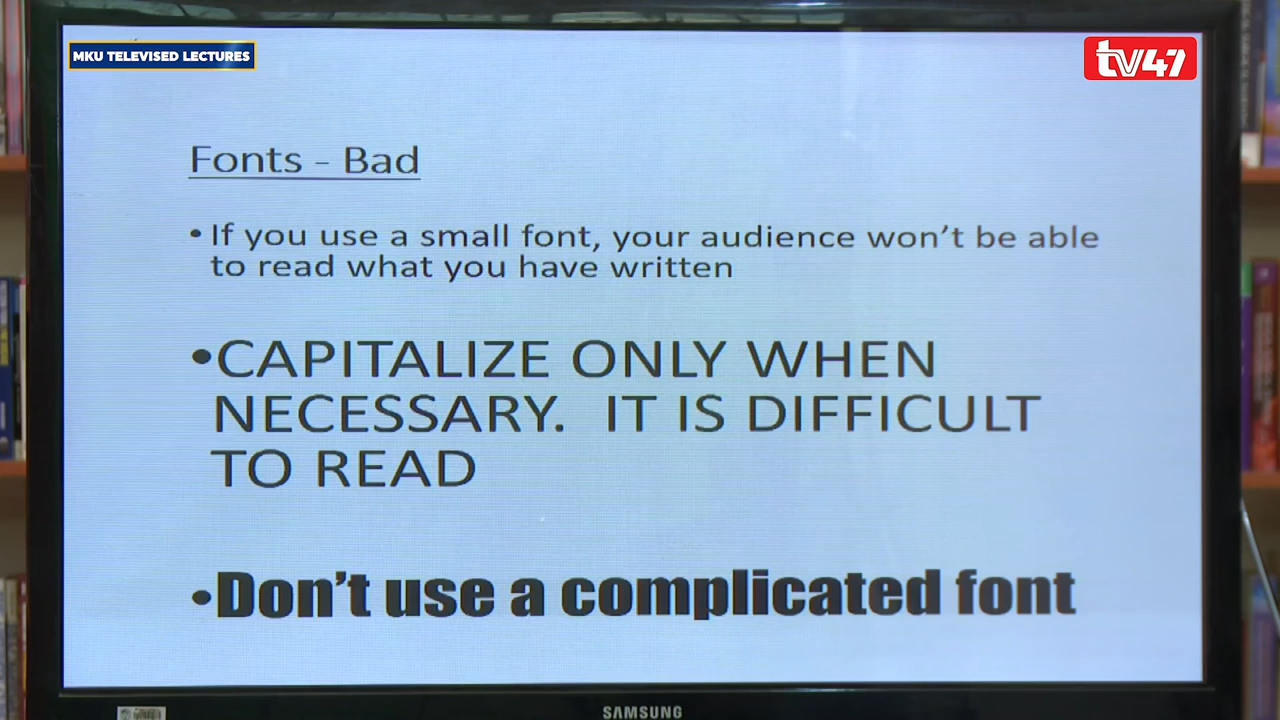 MKU TELEVISED LECTURES
tv47
Fonts - Bad
• If you use a small font, your audience won't be able
to read what you have written
•CAPITALIZE ONLY WHEN
NECESSARY. IT IS DIFFICULT
TO READ
•Don't use a complicated font
SAMSUNG